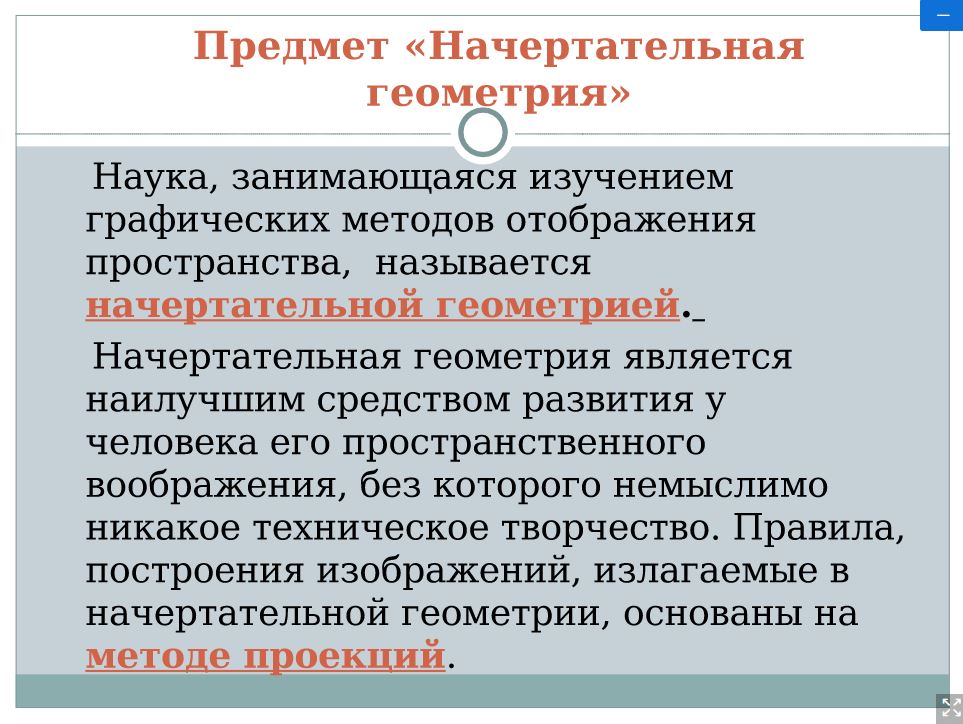 Предмет «Начертательная
геометрия»
Наука, занимающаяся изучением
графических методов отображения
пространства,  называется
начертательной геометрией.
Начертательная геометрия является
наилучшим средством развития у
человека его пространственного
воображения, без которого немыслимо
никакое техническое творчество. Правила,
построения изображений, излагаемые в
начертательной геометрии, основаны на
методе проекций.